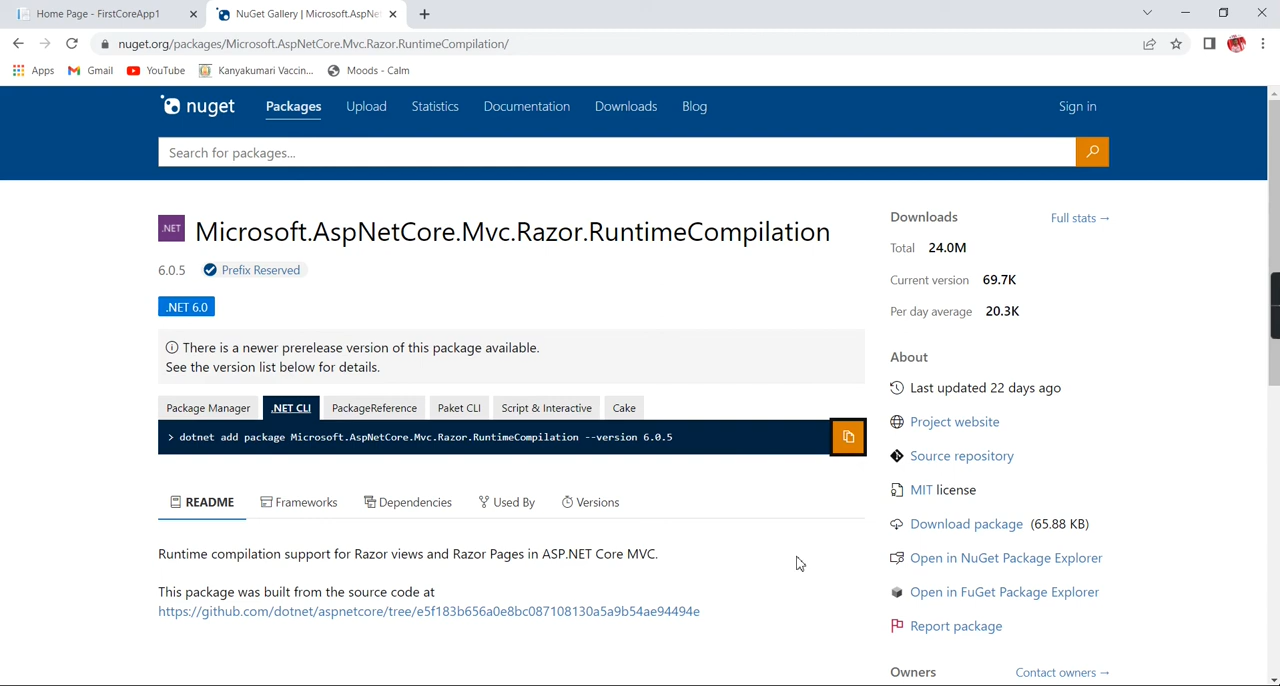 Home Page - FirstCoreApp1
NuGet Gallery | Microsoft.AspNet
nuget.org/packages/Microsoft.AspNetCore.Mvc.Razor.RuntimeCompilation/
Apps Gmail YouTube Kanyakumari Vaccin... Moods - Calm
nuget Packages Upload Statistics Documentation Downloads Blog Sign in
Search for packages...
.NET Microsoft.AspNetCore.Mvc.Razor.RuntimeCompilation
6.0.5 Prefix Reserved
.NET 6.0
There is a newer prerelease version of this package available.
See the version list below for details.
Package Manager .NET CLI PackageReference Paket CLI Script & Interactive Cake
> dotnet add package Microsoft.AspNetCore.Mvc.Razor.RuntimeCompilation --version 6.0.5
README Frameworks Dependencies Used By Versions
Runtime compilation support for Razor views and Razor Pages in ASP.NET Core MVC.
This package was built from the source code at
https://github.com/dotnet/aspnetcore/tree/e5f183b656a0e8bc087108130a5a9b54ae94494e
Downloads Full stats →
Total 24.0M
Current version 69.7K
Per day average 20.3K
About
Last updated 22 days ago
Project website
Source repository
MIT license
Download package (65.88 KB)
Open in NuGet Package Explorer
Open in FuGet Package Explorer
Report package
Owners Contact owners →